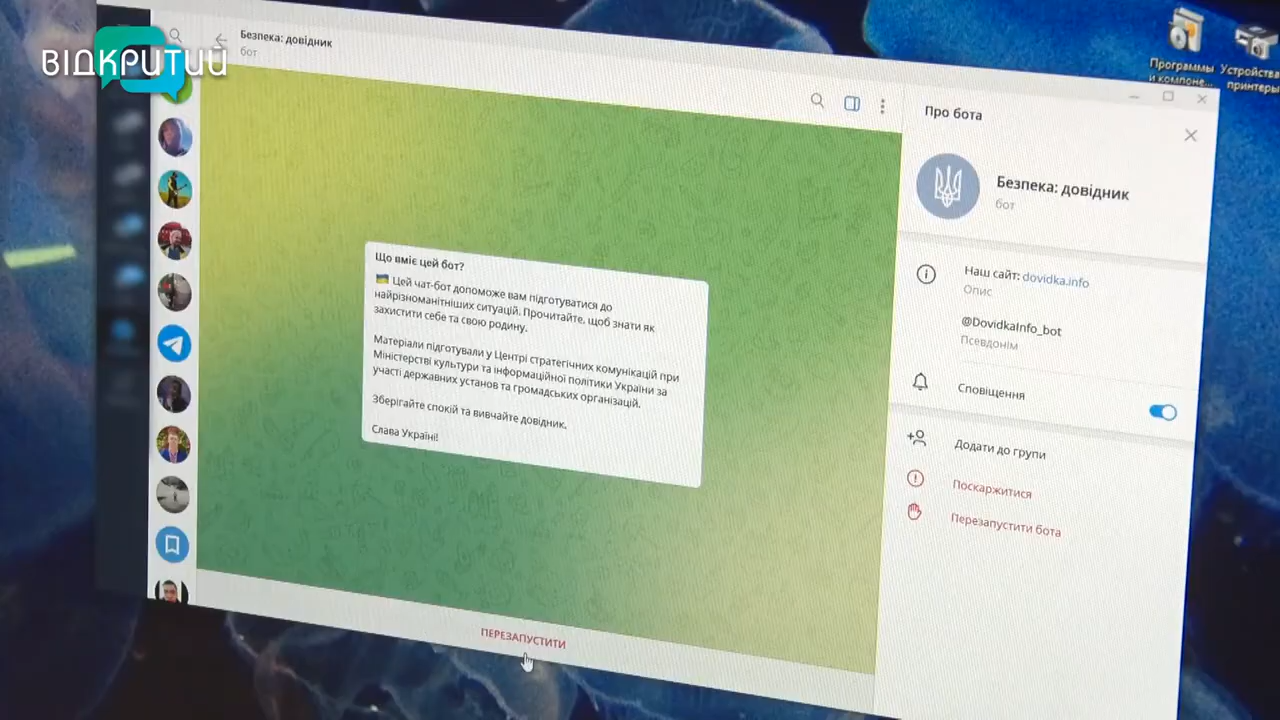 ВІДКРИТИЙ
Безпека: довідник
бот
Программы
и компоне...
Устройства
принтеры
Про бота
Безпека: довідник
бот
Що вміє цей бот?
Цей чат-бот допоможе вам підготуватися до
найрізноманітніших ситуацій. Прочитайте, щоб знати як
захистити себе та свою родину.
Матеріали підготували у Центрі стратегічних комунікацій при
Міністерстві культури та інформаційної політики України за
участі державних установ та громадських організацій.
Зберігайте спокій та вивчайте довідник.
Слава Україні!
Наш сайт: dovidka.info
Опис
@DovidkaInfo_bot
Псевдонім
Сповіщення
Додати до групи
Поскаржитися
Перезапустити бота
ПЕРЕЗАПУСТИТИ